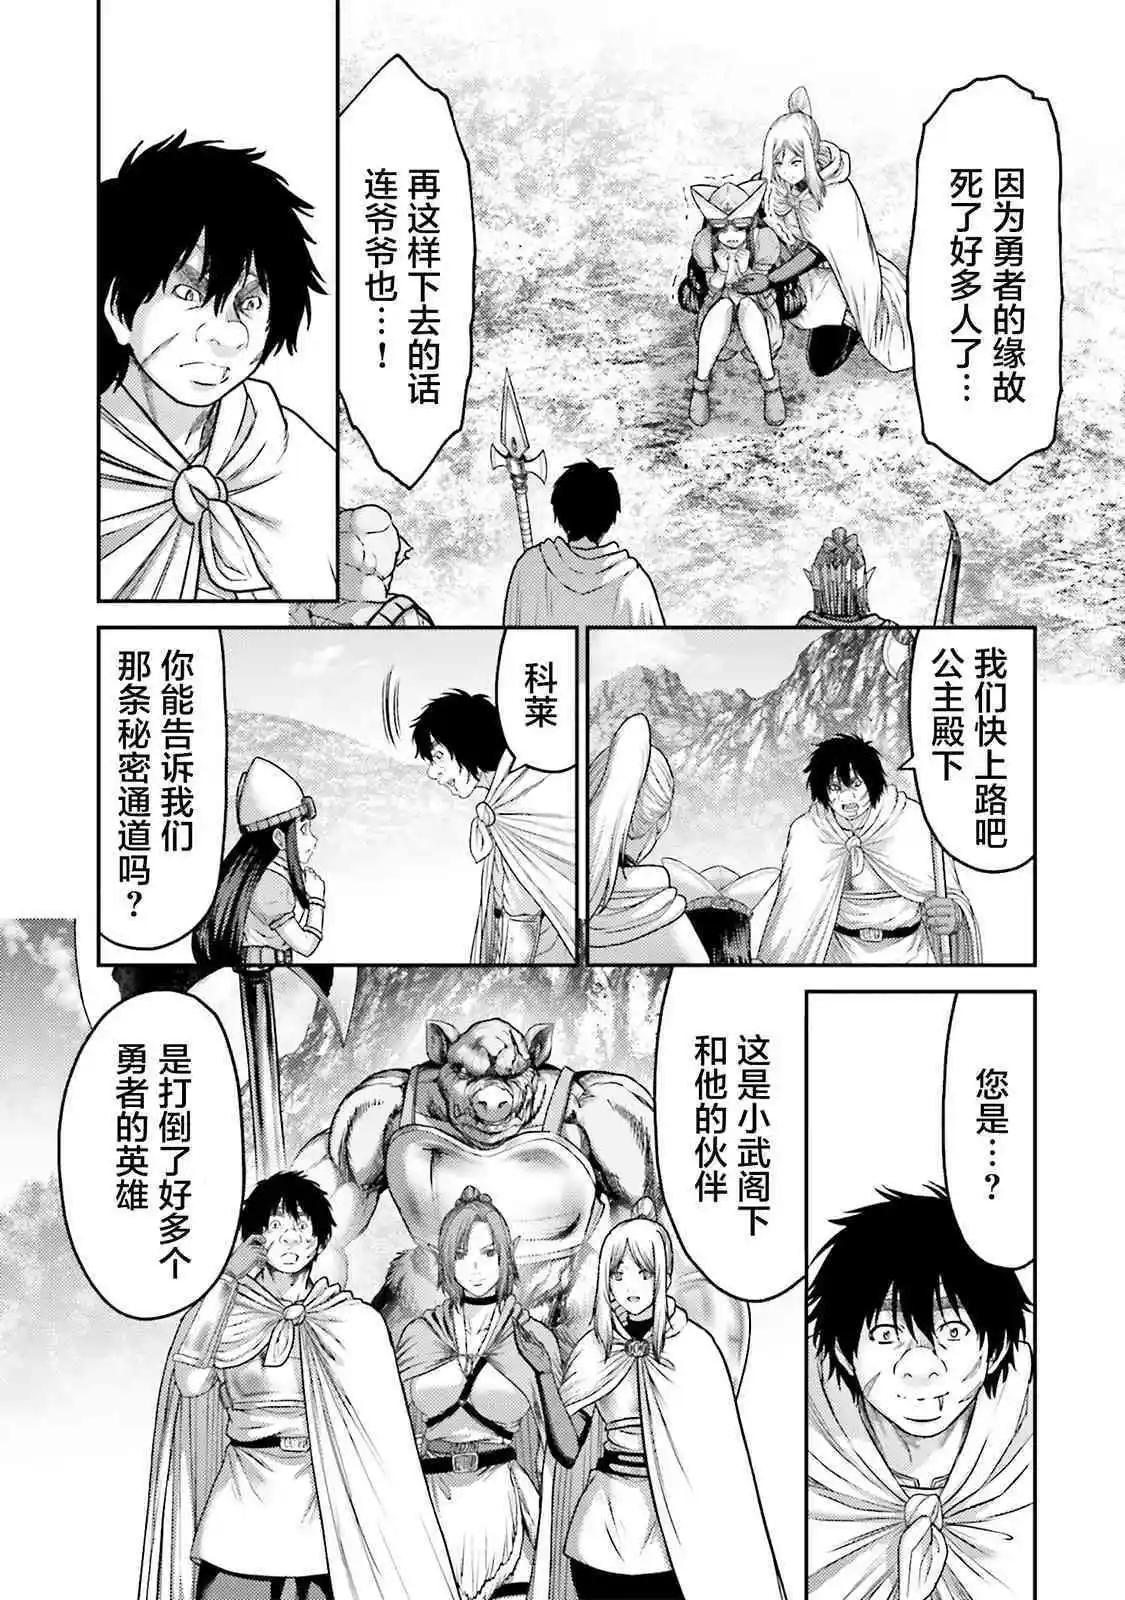 因为勇者的缘故
死了好多人了…
再这样下去的话
连爷爷也…！
我们快上路吧
公主殿下
科莱
你能告诉我们
那条秘密通道吗？
您是…？
这是小武阁下
和他的伙伴
是打倒了好多个
勇者的英雄